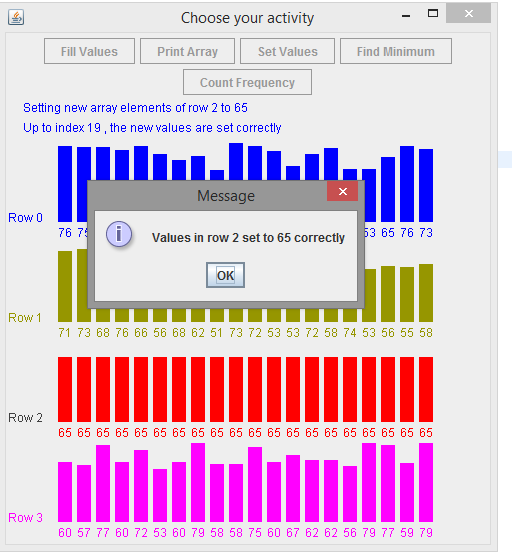 Choose your activity
Fill Values Print Array Set Values Find Minimum
Count Frequency
Setting new array elements of row 2 to 65
Up to index 19 , the new values are set correctly
Message
Values in row 2 set to 65 correctly
OK
Row 0
76 53 65 76 73
Row 1
71 73 68 76 66 56 68 62 51 73 53 73 72 52 58 74 53 56 55 58
Row 2
65 65 65 65 65 65 65 65 65 65 65 65 65 65 65 65 65 65 65 65
Row 3
60 57 77 60 72 53 60 79 58 58 75 60 67 62 62 56 77 77 59 79